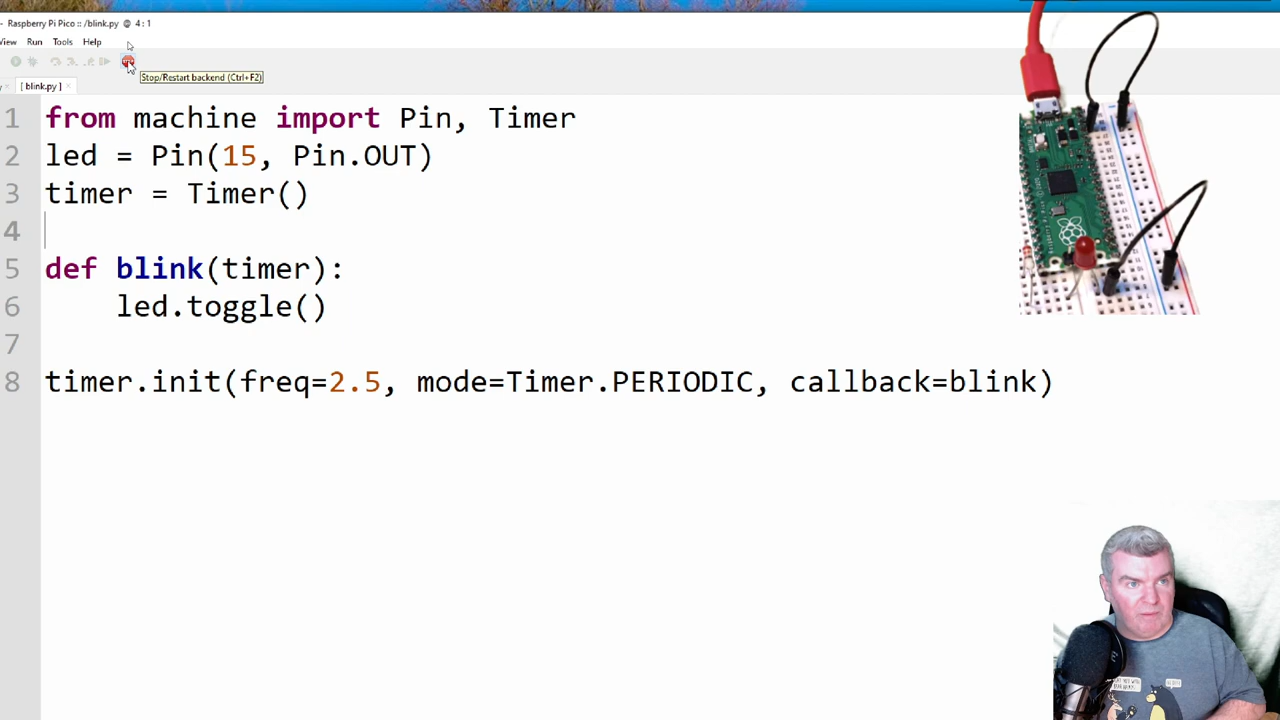 Raspberry Pi Pico :: /blink.py @ 4 : 1
View Run Tools Help
Stop/Restart backend (Ctrl+F2)
[ blink.py ] ×
1 from machine import Pin, Timer
2 led = Pin(15, Pin.OUT)
3 timer = Timer()
4
5 def blink(timer):
6 led.toggle()
7
8 timer.init(freq=2.5, mode=Timer.PERIODIC, callback=blink)